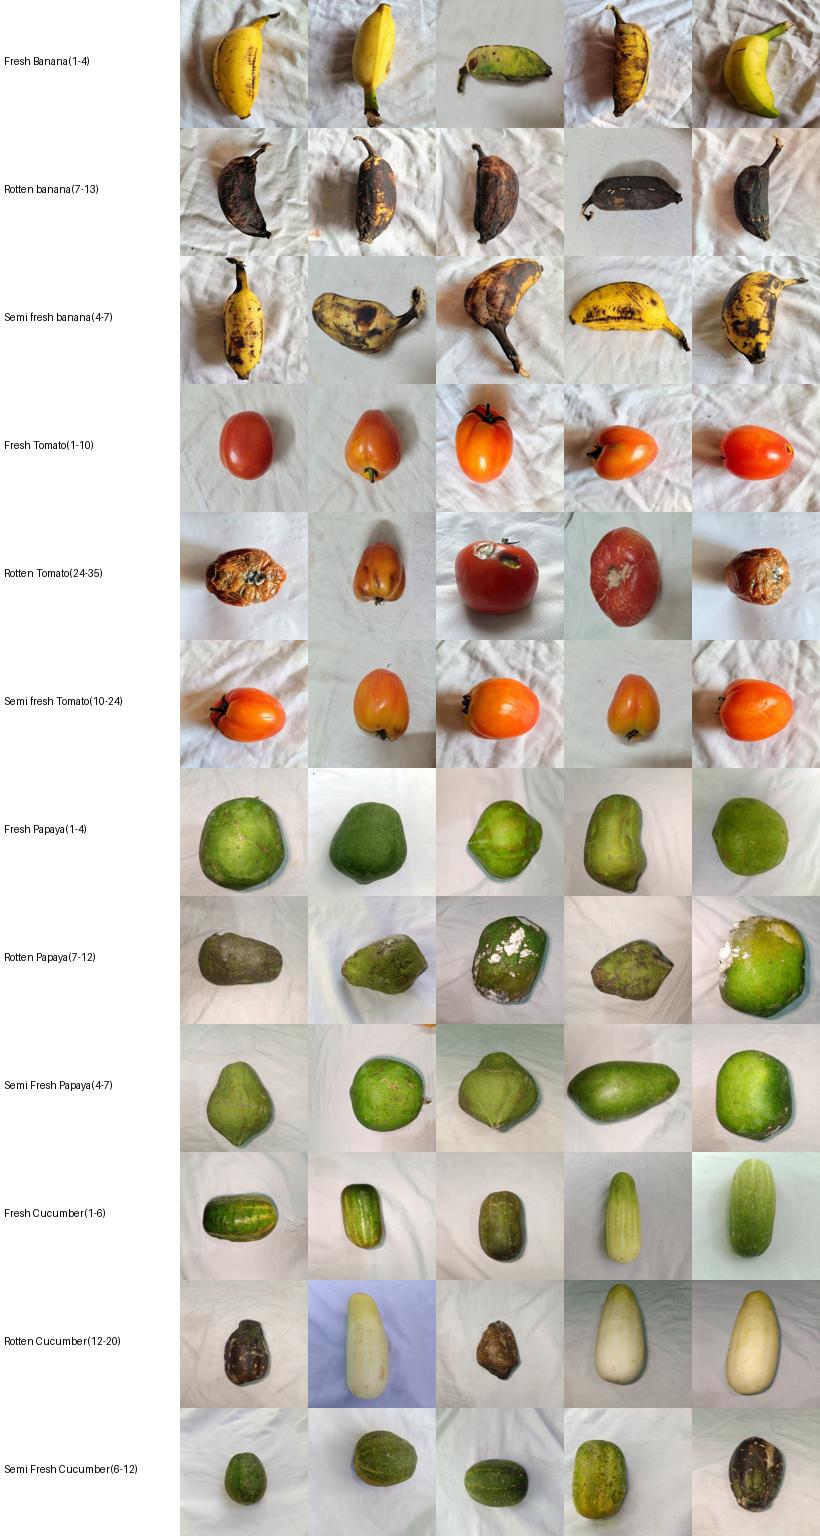 Fresh Banana(1-4)
Rotten banana(7-13)
Semi fresh banana(4-7)
Fresh Tomato(1-10)
Rotten Tomato(24-35)
Semi fresh Tomato(10-24)
Fresh Papaya(1-4)
Rotten Papaya(7-12)
Semi Fresh Papaya(4-7)
Fresh Cucumber(1-6)
Rotten Cucumber(12-20)
Semi Fresh Cucumber(6-12)